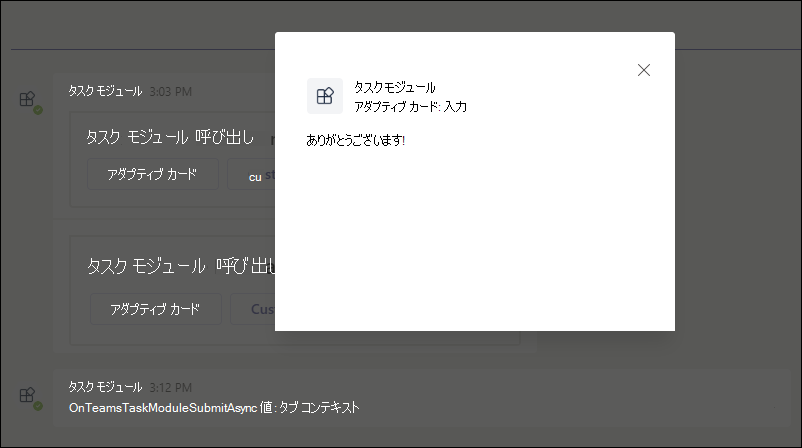 タスク モジュール 3:03 PM
タスク モジュール 呼び出し
アダプティブ カード cu st
タスク モジュール 呼び出し
アダプティブ カード Cus
タスク モジュール 3:12 PM
OnTeamsTaskModuleSubmitAsync 値 : タブ コンテキスト
タスクモジュール
アダプティブ カード: 入力
ありがとうございます!